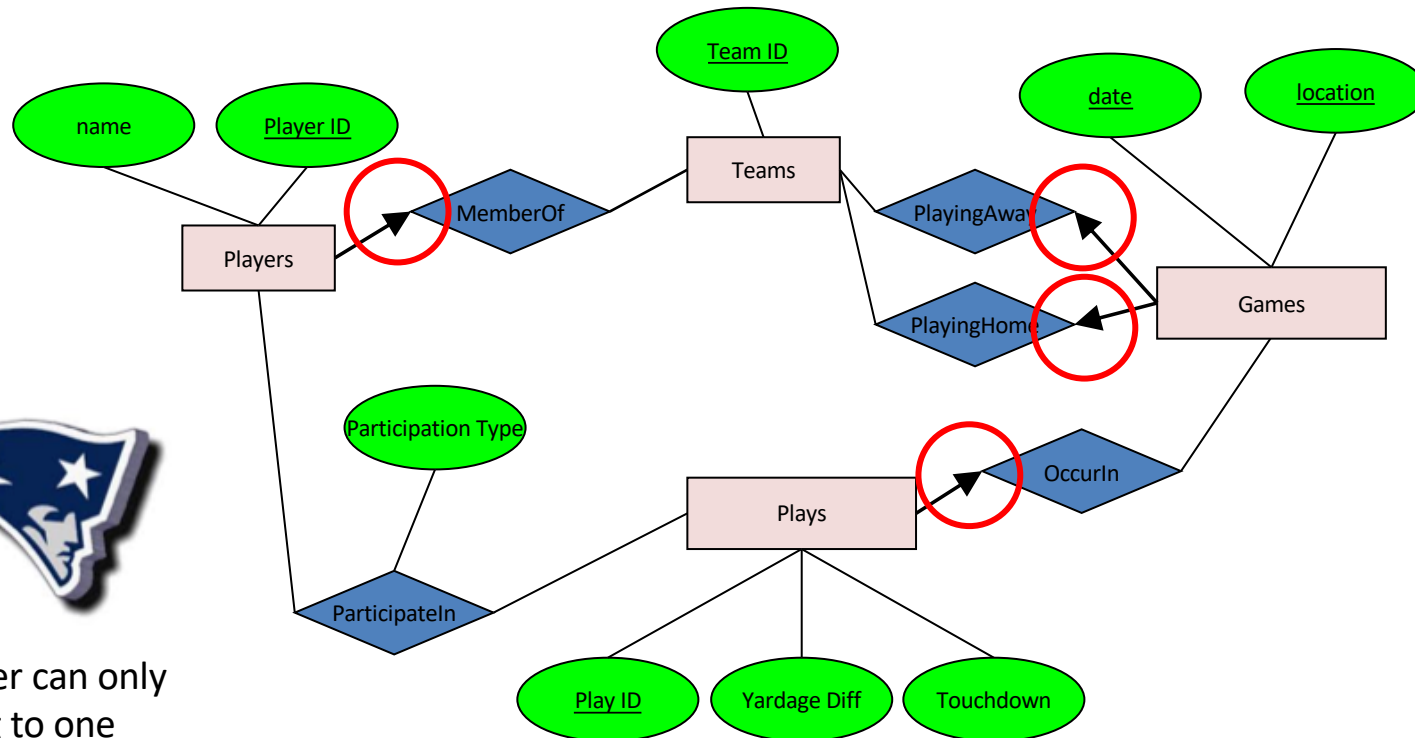 Team ID
date
location
name
Player ID
Teams
MemberOf
PlayingAway
Players
PlayingHome
Games
Participation Type
OccurIn
Plays
ParticipateIn
can only
to one
Play ID
Yardage Diff
Touchdown